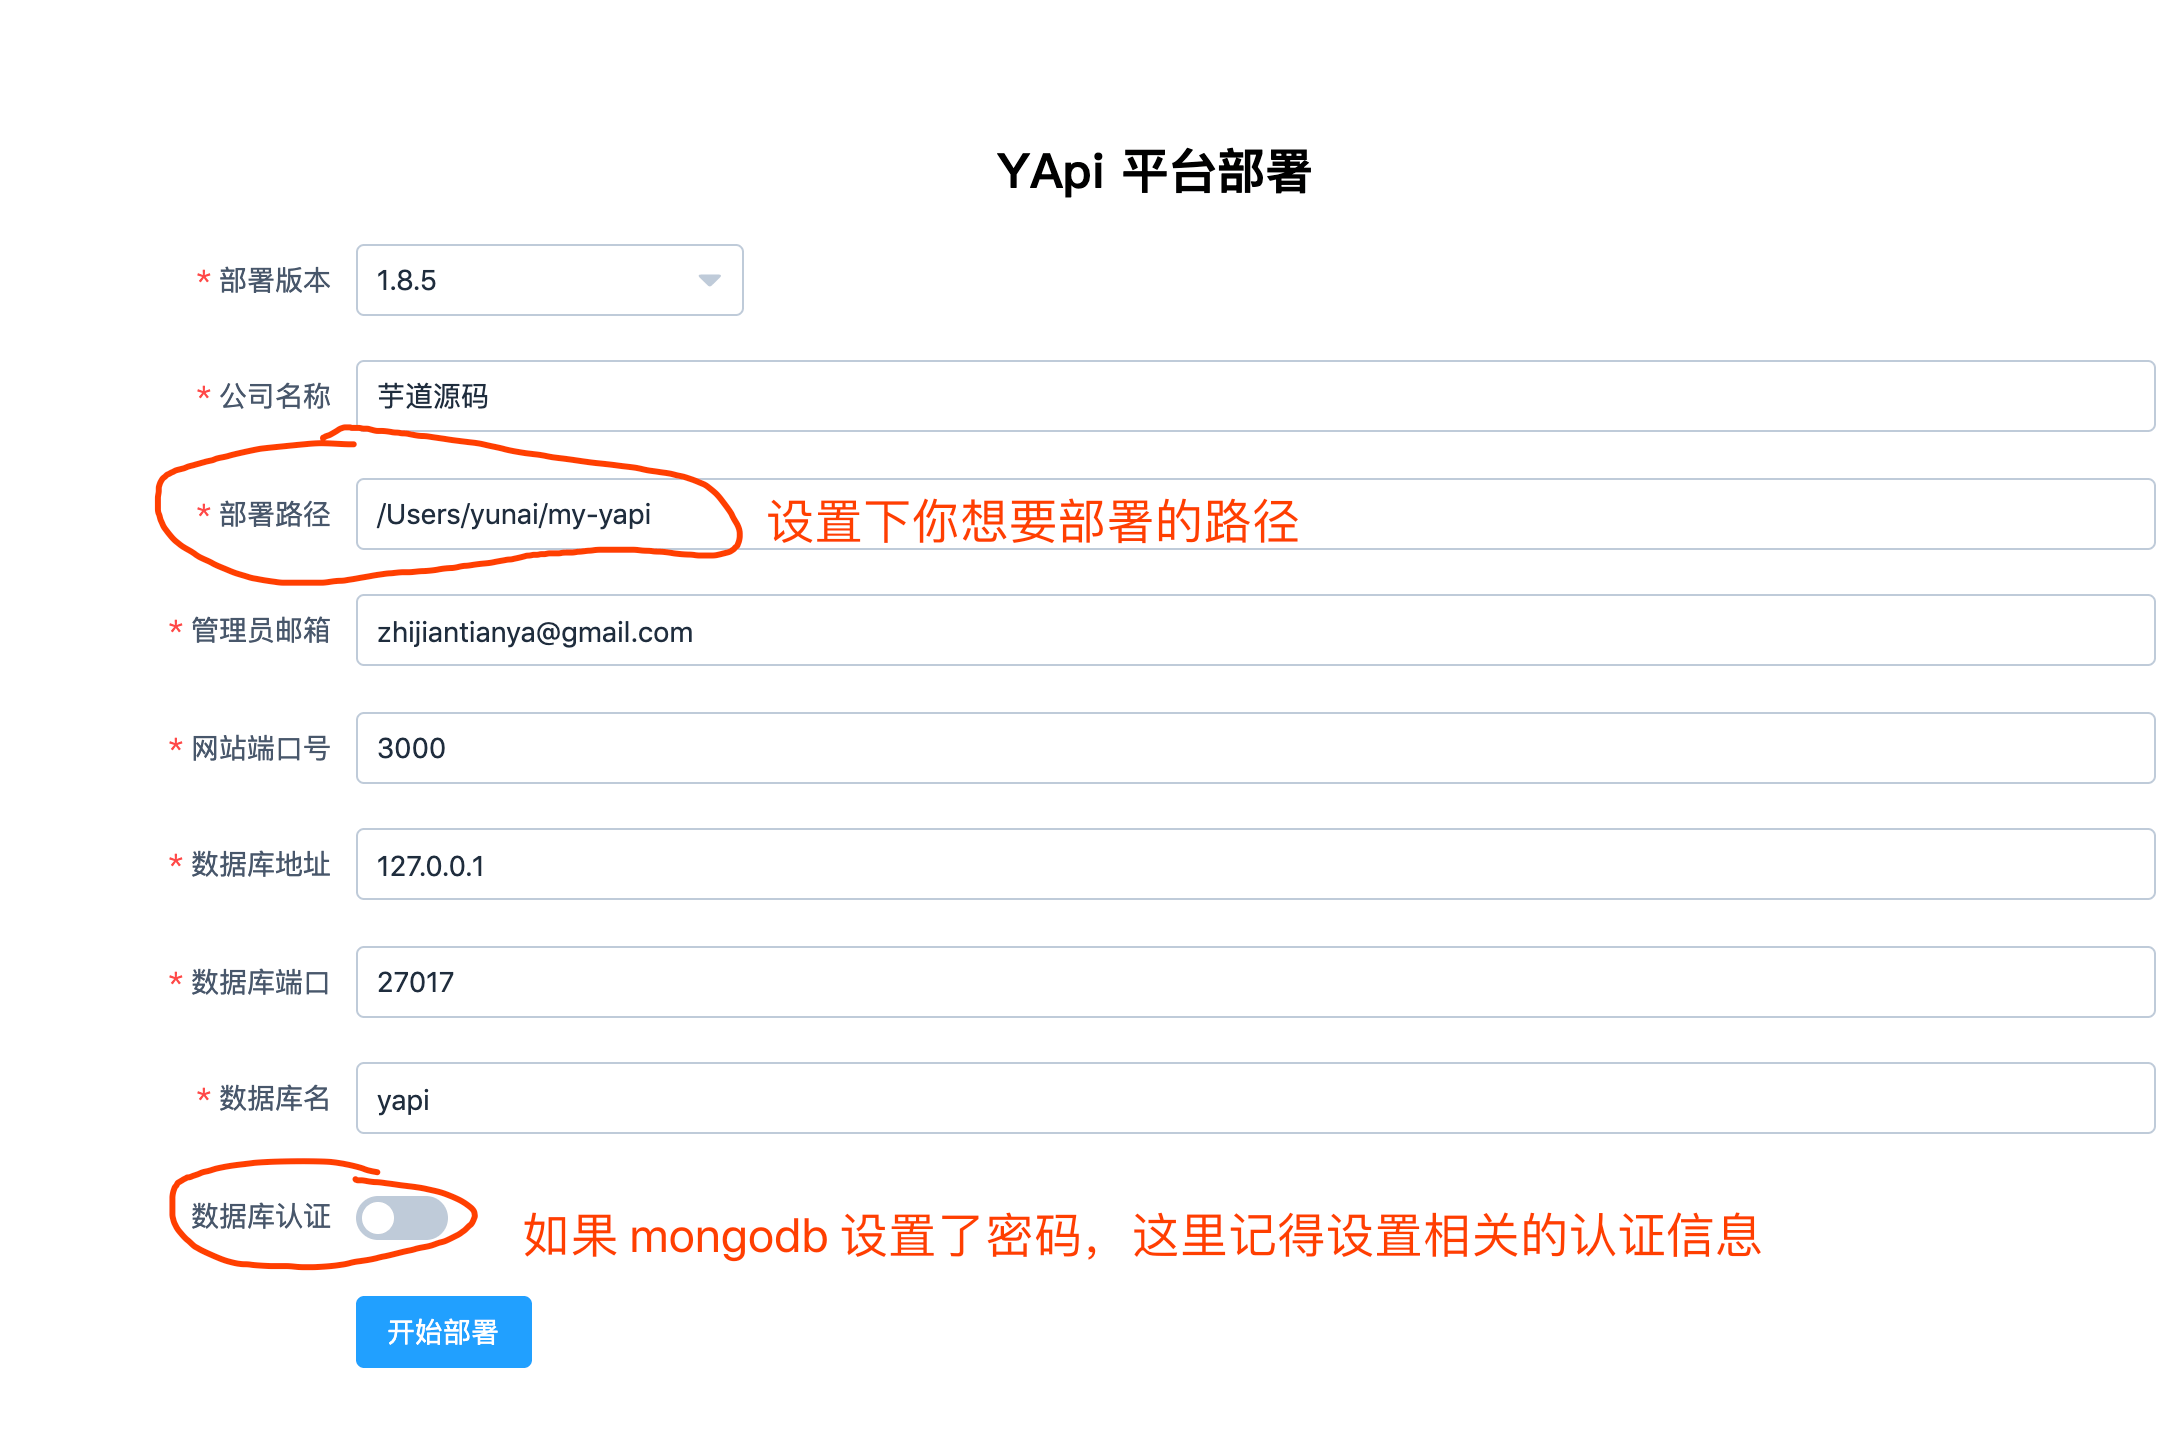 YApi 平台部署
* 部署版本 1.8.5
* 公司名称 芋道源码
* 部署路径 /Users/yunai/my-yapi 设置下你想要部署的路径
* 管理员邮箱 zhijiantianya@gmail.com
* 网站端口号 3000
* 数据库地址 127.0.0.1
* 数据库端口 27017
* 数据库名 yapi
数据库认证 如果 mongodb 设置了密码，这里记得设置相关的认证信息
开始部署